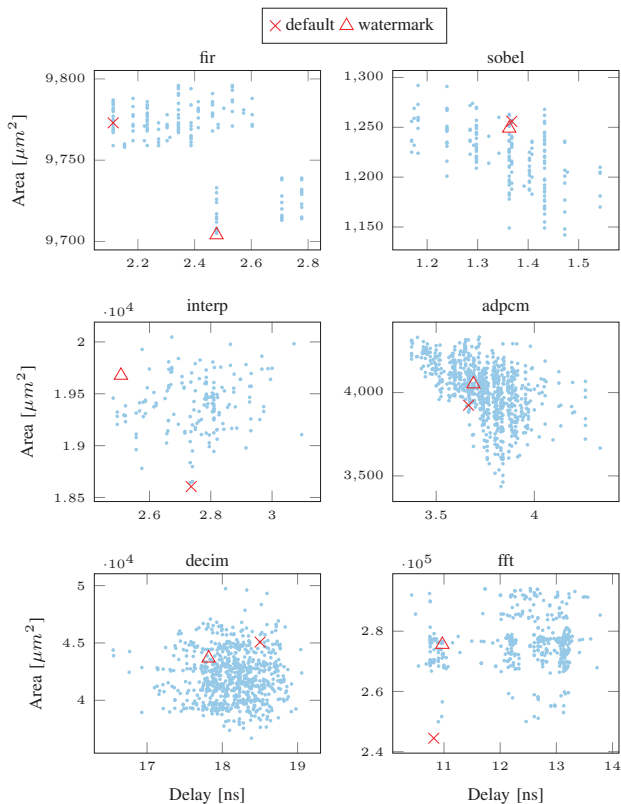 default watermark
fir
9,800
9,750
9,700
Area [μm²]
2.2 2.4 2.6 2.8
sobel
1,300
1,250
1,200
1,150
1.2 1.3 1.4 1.5
interp
·10⁴
2
1.95
1.9
1.85
Area [μm²]
2.6 2.8 3
adpcm
4,000
3,500
3.5 4
decim
·10⁴
5
4.5
4
Area [μm²]
17 18 19
Delay [ns]
fft
·10⁵
2.8
2.6
2.4
11 12 13 14
Delay [ns]